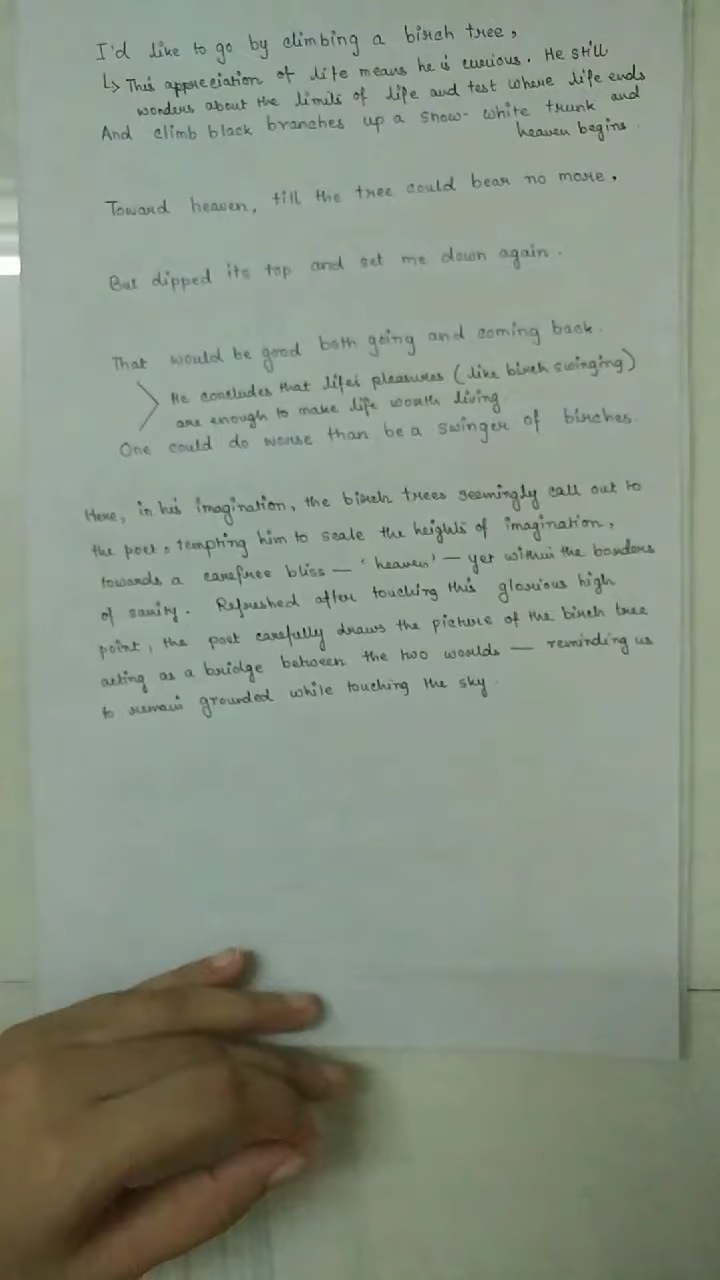 I'd like to go by climbing a birch tree,
↳ This appreciation of life means he is curious. He still
wonders about the limits of life and test where life ends
And climb black branches up a snow-white trunk and
heaven begins.
Toward heaven, till the tree could bear no more,
But dipped its top and set me down again.
That would be good both going and coming back.
He concludes that life's pleasures (like birch swinging)
are enough to make life worth living
One could do worse than be a swinger of birches.
Here, in his imagination, the birch trees seemingly call out to
the poet, tempting him to scale the heights of imagination,
towards a carefree bliss — 'heaven' — yet within the borders
of sanity. Refreshed after touching this glorious high
point, the poet carefully draws the picture of the birch tree
acting as a bridge between the two worlds — reminding us
to remain grounded while touching the sky.